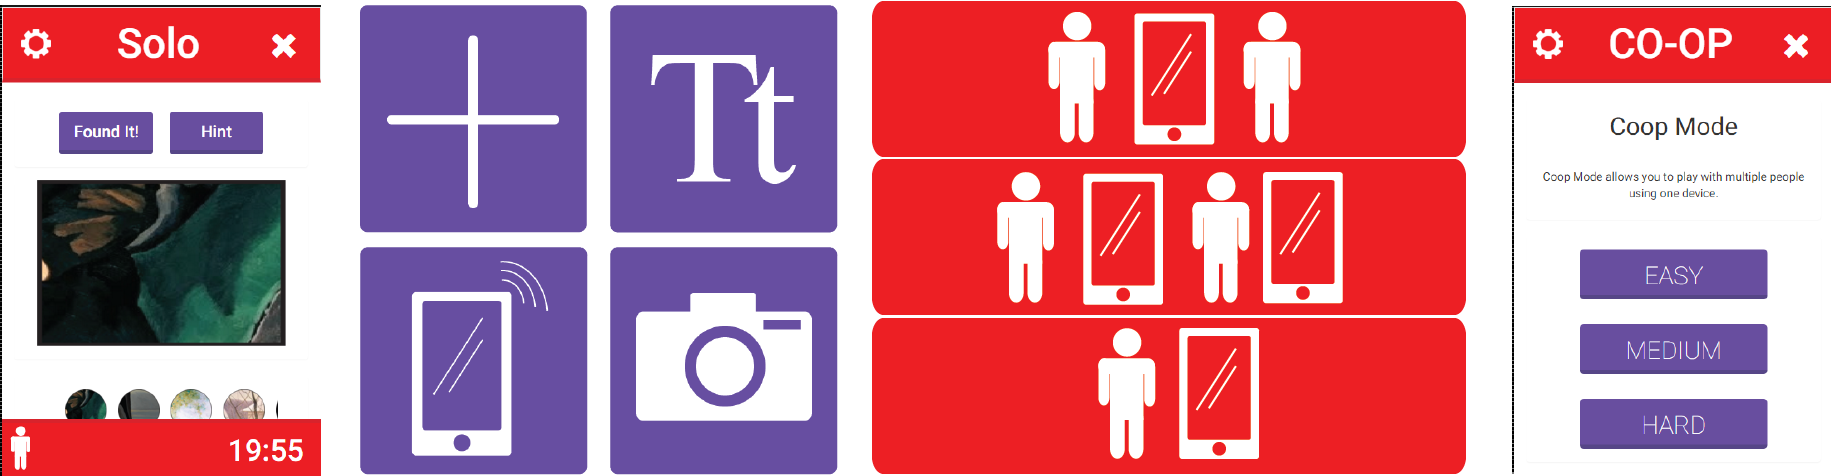 Solo
Found It!
Hint
19:55
Tt
CO-OP
Coop Mode
Coop Mode allows you to play with multiple people
using one device.
EASY
MEDIUM
HARD